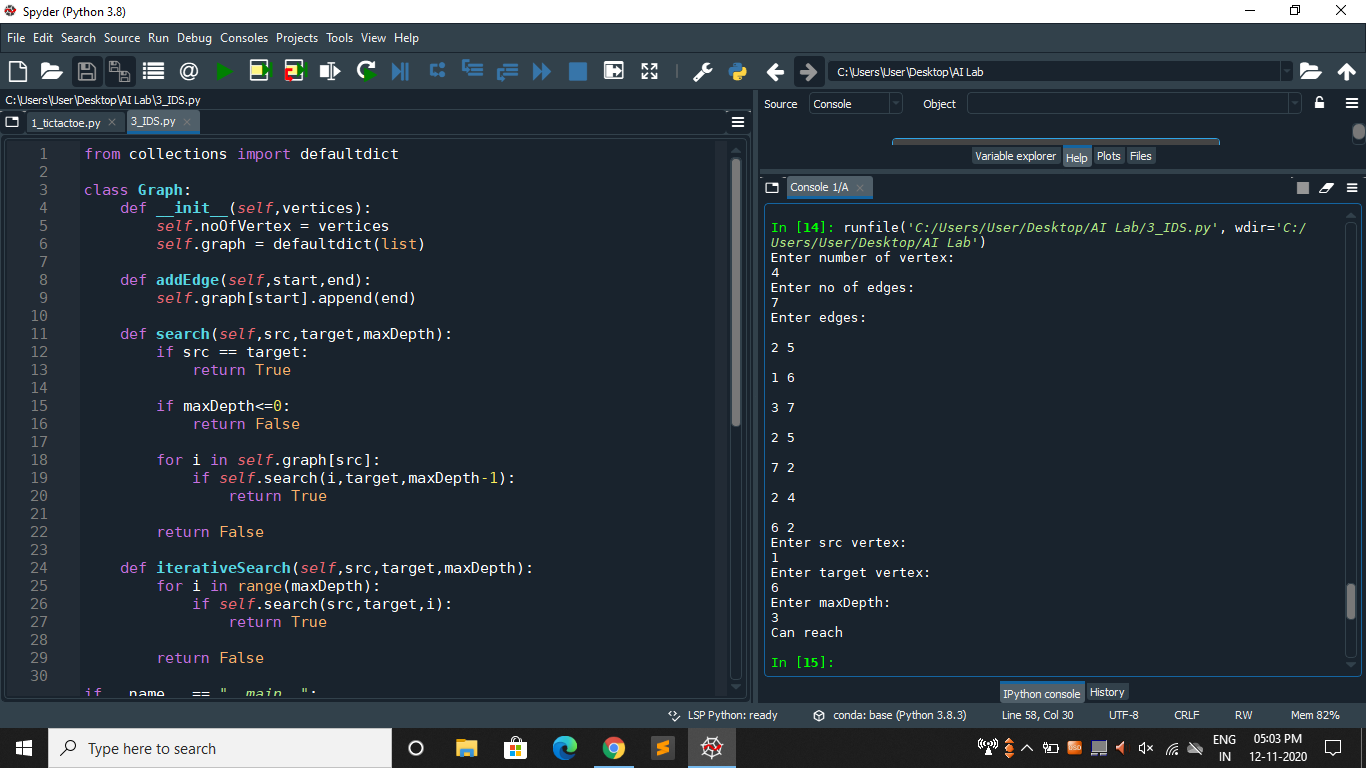 Spyder (Python 3.8)
File Edit Search Source Run Debug Consoles Projects Tools View Help
C:\Users\User\Desktop\AI Lab
C:\Users\User\Desktop\AI Lab\3_IDS.py
1_tictactoe.py
3_IDS.py
1 from collections import defaultdict
2
3 class Graph:
4 def __init__(self,vertices):
5 self.noOfVertex = vertices
6 self.graph = defaultdict(list)
7
8 def addEdge(self,start,end):
9 self.graph[start].append(end)
10
11 def search(self,src,target,maxDepth):
12 if src == target:
13 return True
14
15 if maxDepth<=0:
16 return False
17
18 for i in self.graph[src]:
19 if self.search(i,target,maxDepth-1):
20 return True
21
22 return False
23
24 def iterativeSearch(self,src,target,maxDepth):
25 for i in range(maxDepth):
26 if self.search(src,target,i):
27 return True
28
29 return False
30
if __name__ == "__main__":
Source Console Object
Variable explorer Help Plots Files
Console 1/A
In [14]: runfile('C:/Users/User/Desktop/AI Lab/3_IDS.py', wdir='C:/
Users/User/Desktop/AI Lab')
Enter number of vertex:
4
Enter no of edges:
7
Enter edges:
2 5
1 6
3 7
2 5
7 2
2 4
6 2
Enter src vertex:
1
Enter target vertex:
6
Enter maxDepth:
3
Can reach
In [15]:
IPython console History
LSP Python: ready conda: base (Python 3.8.3) Line 58, Col 30 UTF-8 CRLF RW Mem 82%
Type here to search
ENG
IN
05:03 PM
12-11-2020